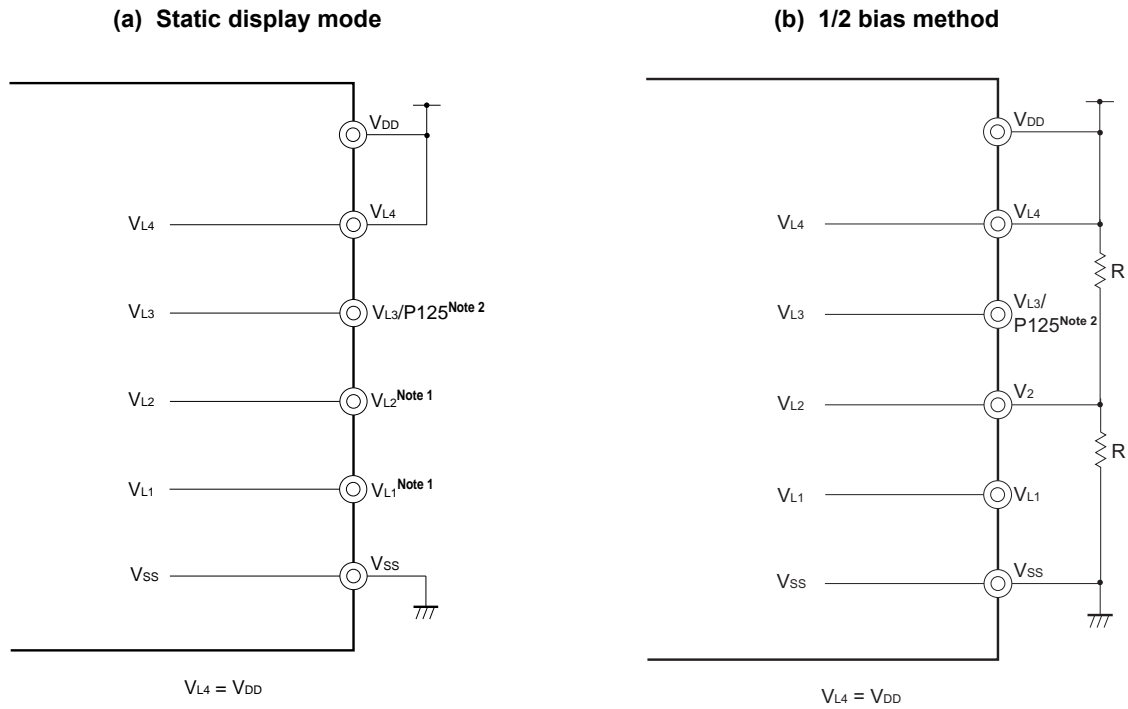 (a) Static display mode
VDD
VL4
VL4
VL3
VL3/P125Note 2
VL2
VL2Note 1
VL1
VL1Note 1
VSS
VSS
VL4 = VDD
(b) 1/2 bias method
VDD
VL4
VL4
R
VL3
VL3/
P125Note 2
VL2
V2
R
VL1
VL1
VSS
VSS
VL4 = VDD